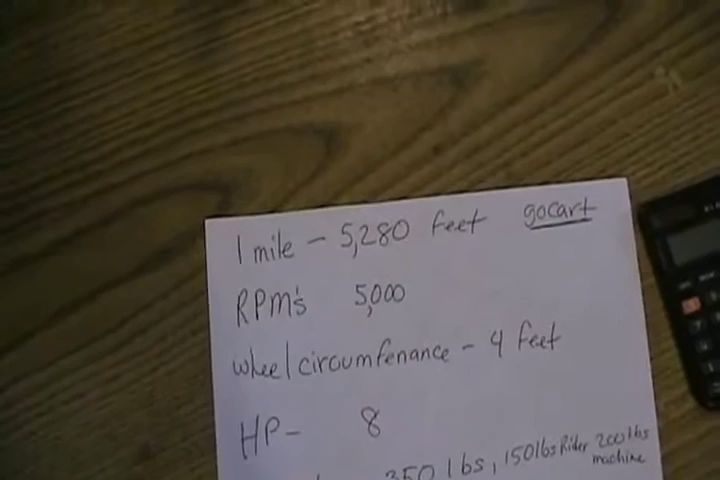 1 mile - 5,280 feet gocart
RPM's 5,000
wheel circumfenance - 4 feet
HP- 8
350 lbs, 150lbs Rider 200lbs machine